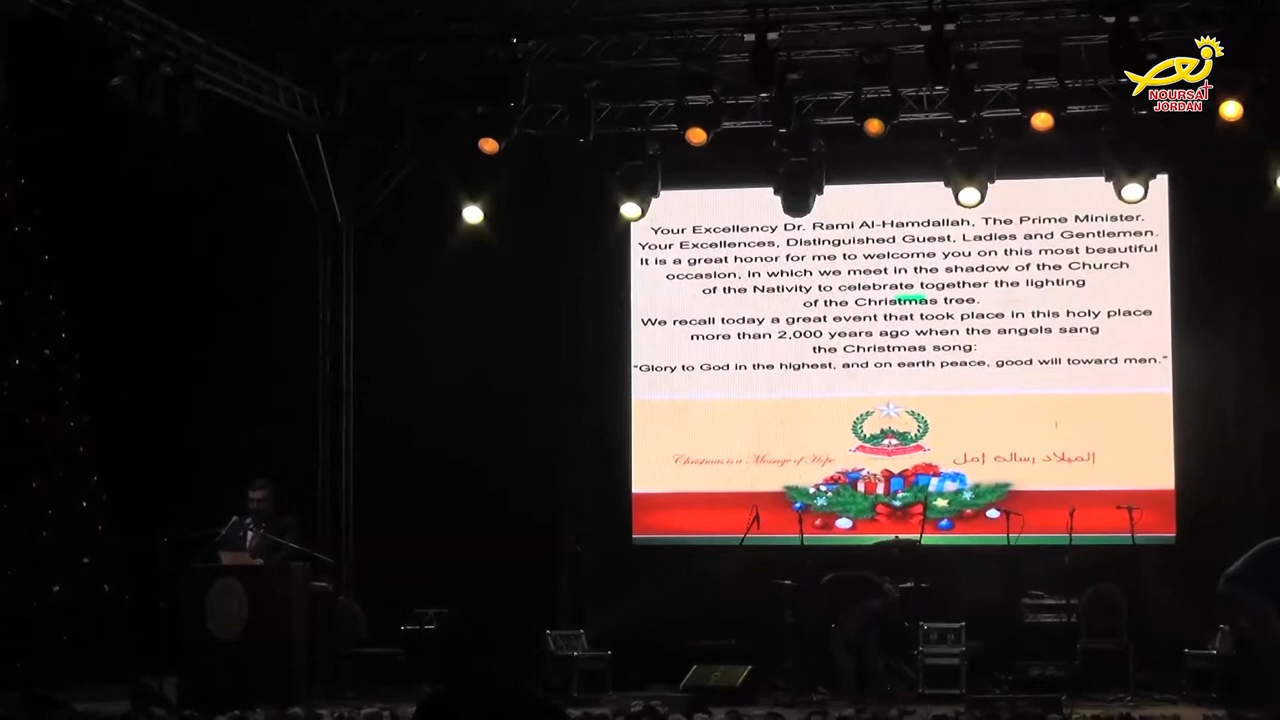 نور
NOURSAT
JORDAN
Your Excellency Dr. Rami Al-Hamdallah, The Prime Minister.
Your Excellences, Distinguished Guest, Ladies and Gentlemen.
It is a great honor for me to welcome you on this most beautiful
occasion, in which we meet in the shadow of the Church
of the Nativity to celebrate together the lighting
of the Christmas tree.
We recall today a great event that took place in this holy place
more than 2,000 years ago when the angels sang
the Christmas song:
"Glory to God in the highest, and on earth peace, good will toward men."
Christmas is a Message of Hope
الميلاد رسالة أمل